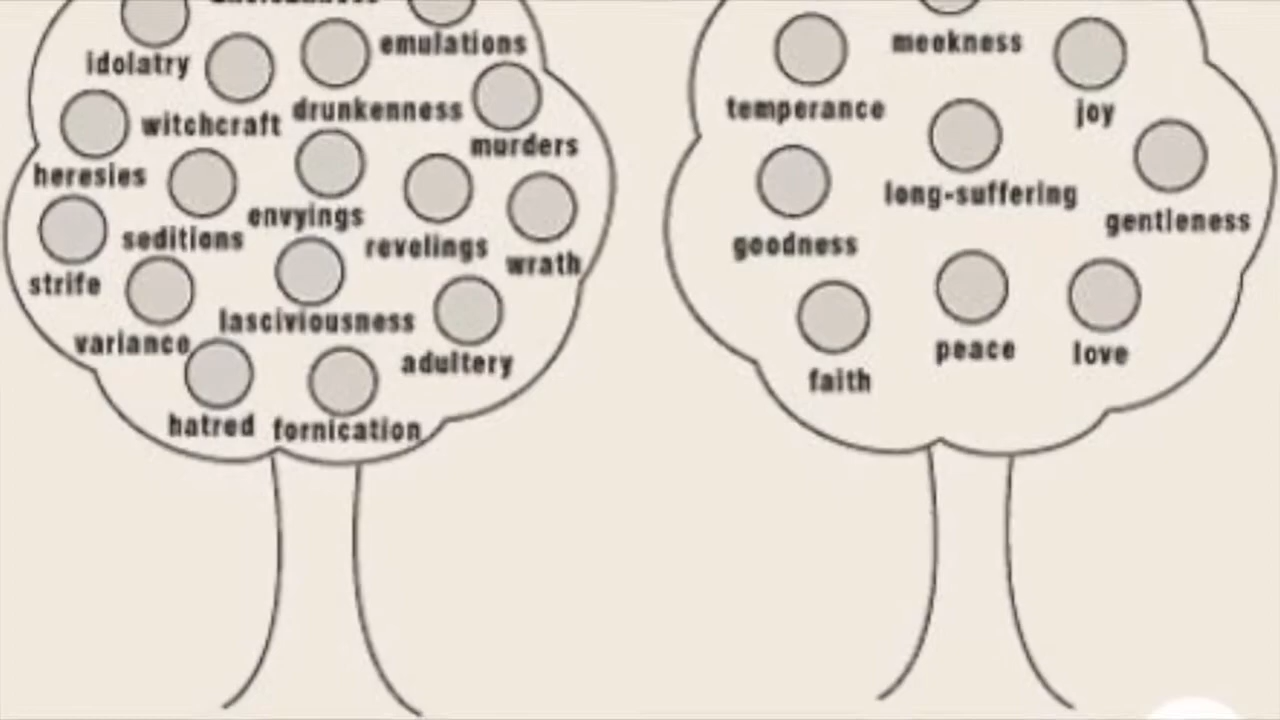 emulations
idolatry
drunkenness
witchcraft
murders
heresies
envyings
seditions
revelings
wrath
strife
lasciviousness
variance
adultery
hatred
fornication
meekness
temperance
joy
long-suffering
gentleness
goodness
peace
love
faith